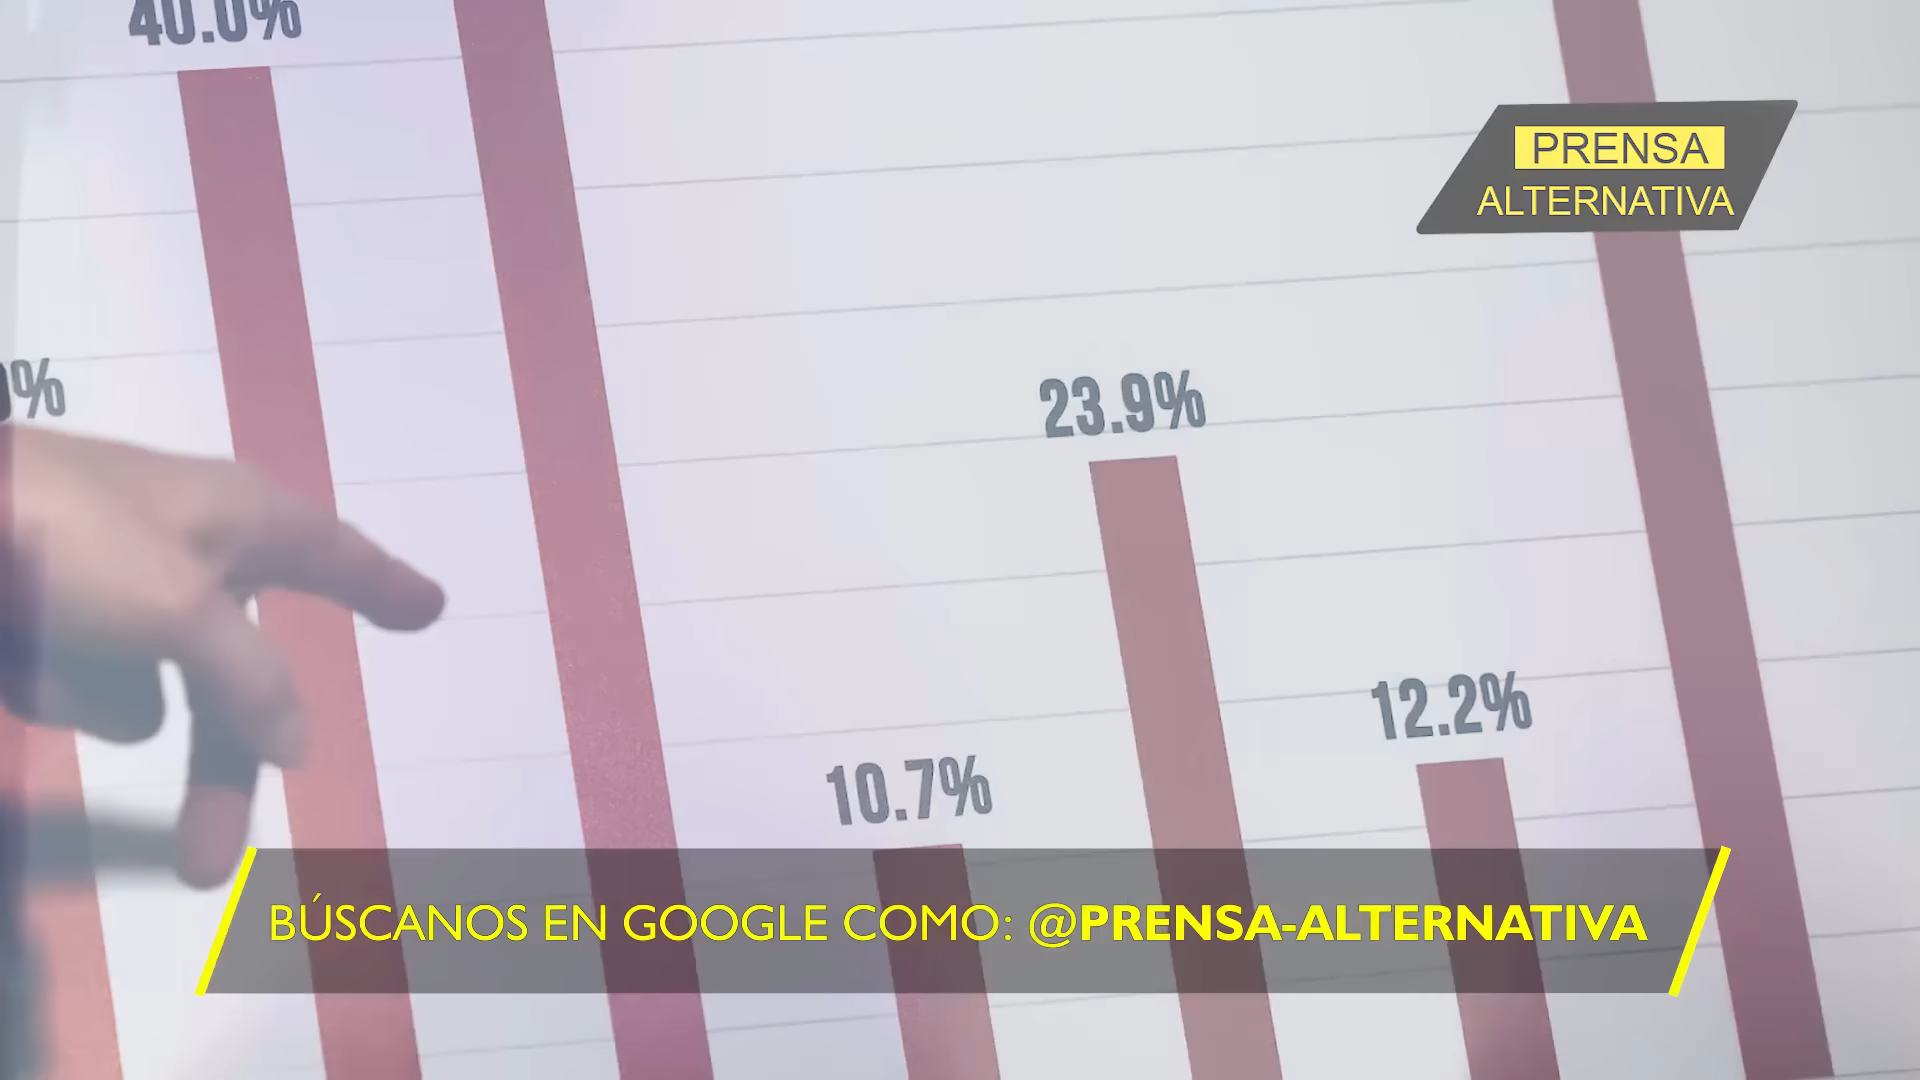 40.0%
%
PRENSA
ALTERNATIVA
23.9%
12.2%
10.7%
BÚSCANOS EN GOOGLE COMO: @PRENSA-ALTERNATIVA